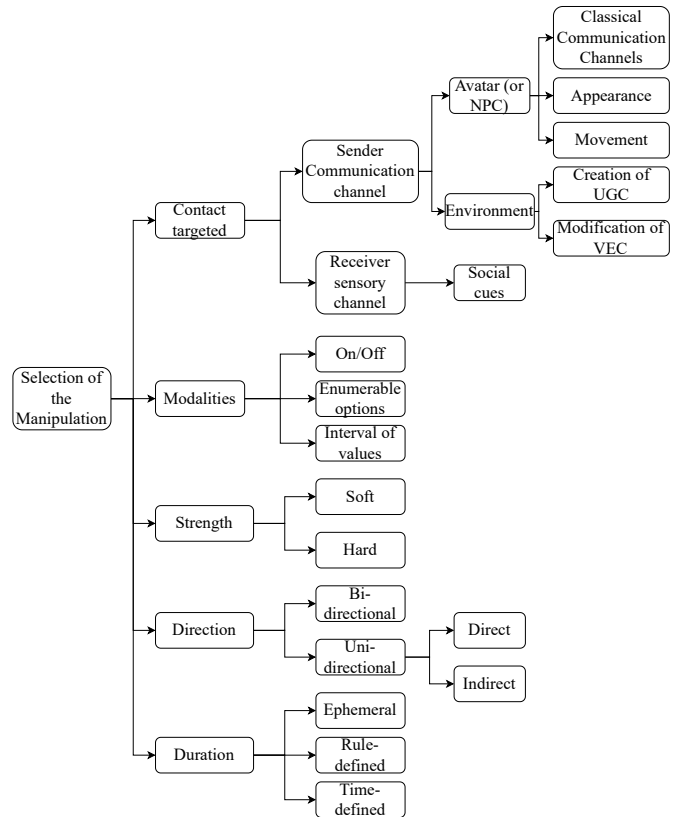 Selection of
the
Manipulation
Contact
targeted
Sender
Communication
channel
Avatar (or
NPC)
Classical
Communication
Channels
Appearance
Movement
Environment
Creation of
UGC
Modification of
VEC
Receiver
sensory
channel
Social
cues
Modalities
On/Off
Enumerable
options
Interval of
values
Strength
Soft
Hard
Direction
Bi-
directional
Uni-
directional
Direct
Indirect
Duration
Ephemeral
Rule-
defined
Time-
defined